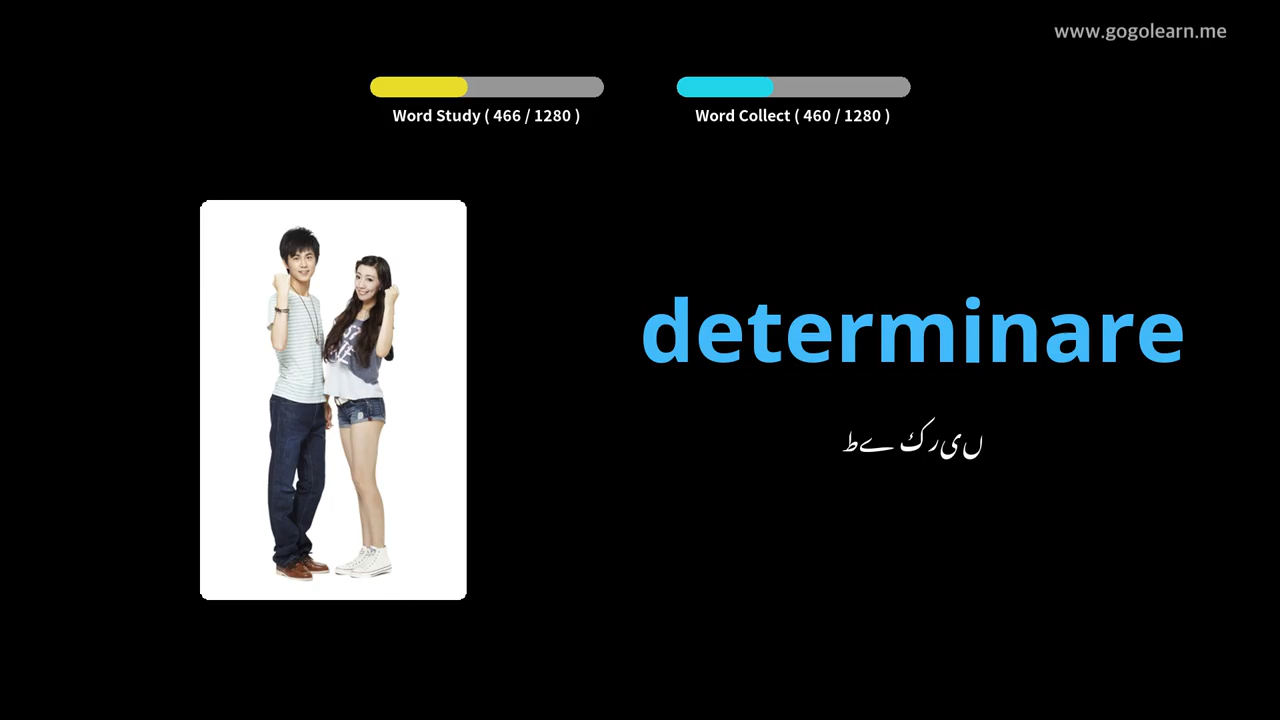 www.gogolearn.me
Word Study ( 466 / 1280 )
Word Collect ( 460 / 1280 )
determinare
طے کریں